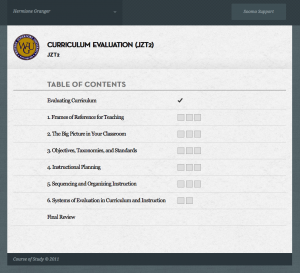 Hermione Granger
Success Support
CURRICULUM EVALUATION (JZT2)
JZT2
TABLE OF CONTENTS
Evaluating Curriculum
1. Frames of Reference for Teaching
2. The Big Picture in Your Classroom
3. Objectives, Taxonomies, and Standards
4. Instructional Planning
5. Sequencing and Organizing Instruction
6. Systems of Evaluation in Curriculum and Instruction
Final Review
Course of Study © 2013